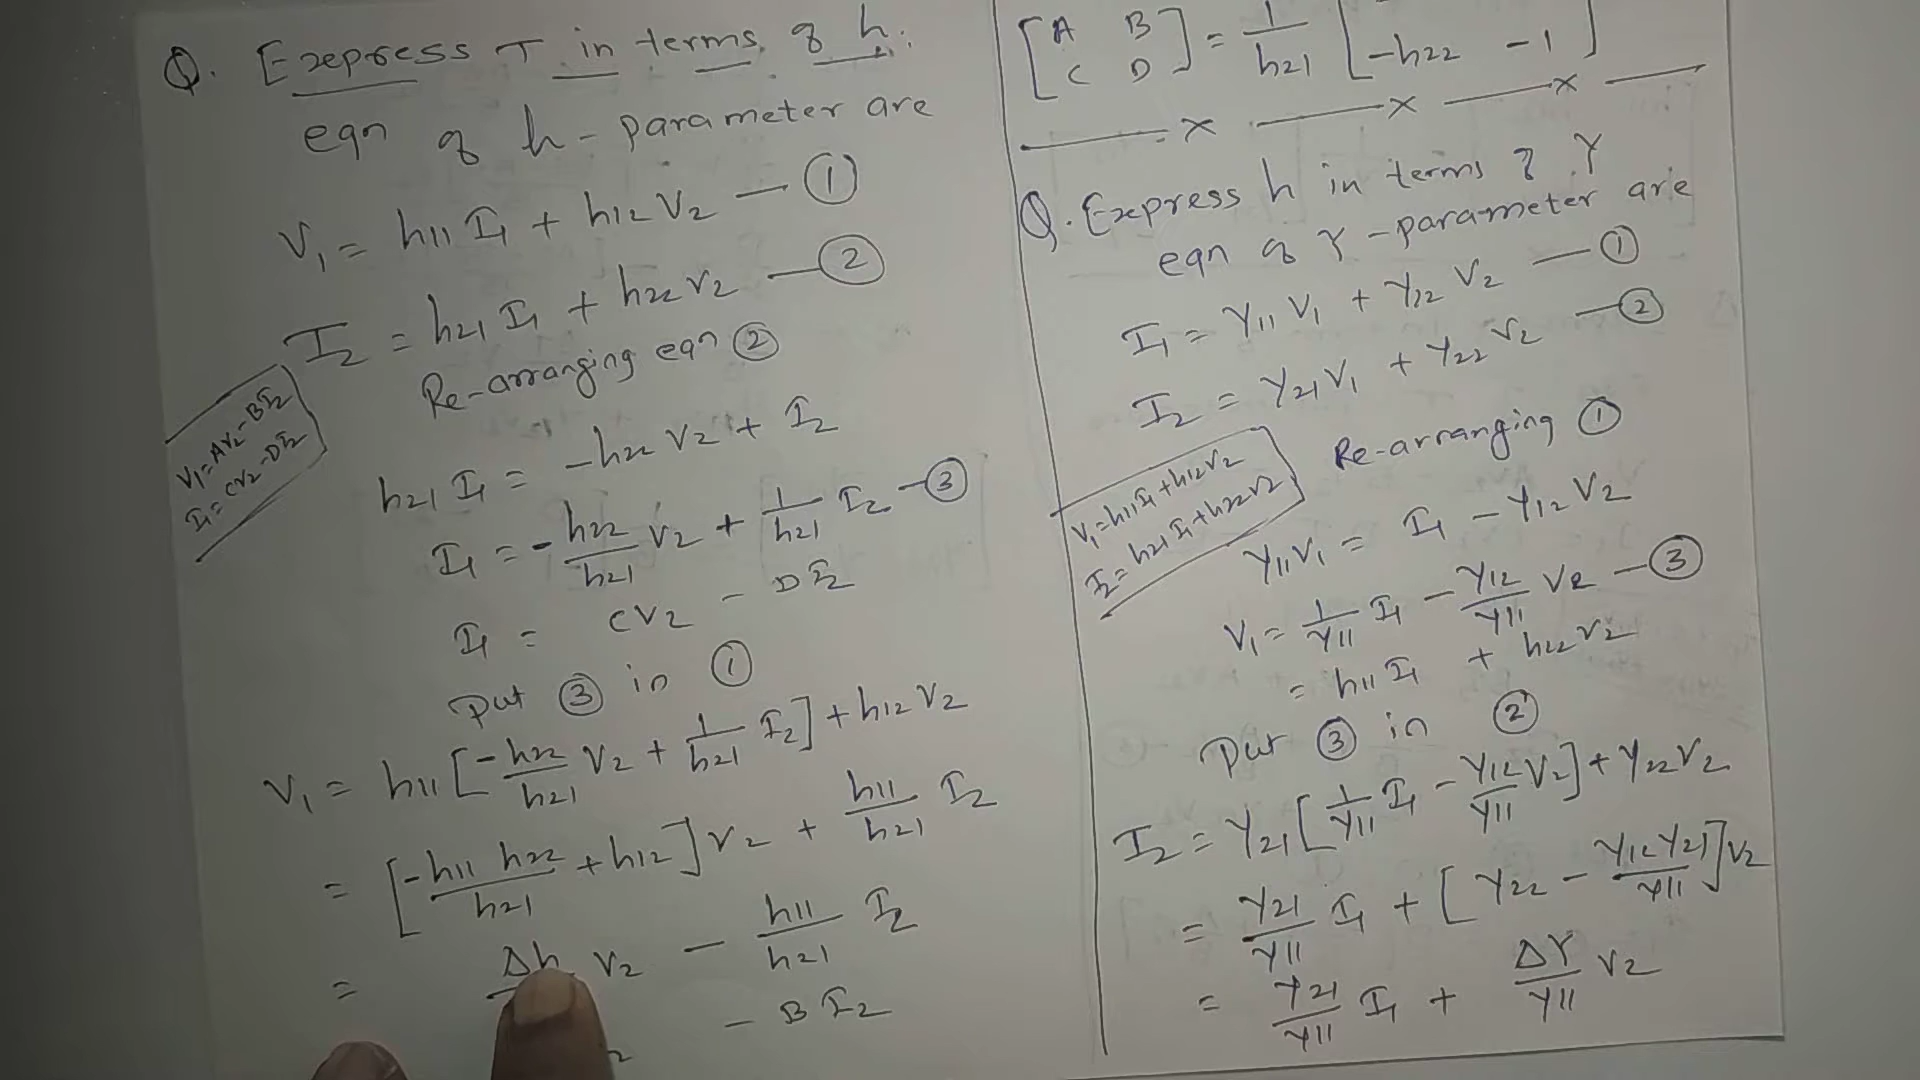 Q. Express T in terms of h.
eqn of h-parameter are
V1 = h11 I1 + h12 V2 — ①
I2 = h21 I1 + h22 V2 — ②
Re-arranging eqn ②
V1 = AV2 - BI2
I1 = CV2 - DI2
h21 I1 = -h22 V2 + I2
I1 = - h22/h21 V2 + 1/h21 I2 — ③
I1 = CV2 - DI2
Put ③ in ①
V1 = h11 [-h22/h21 V2 + 1/h21 I2] + h12 V2
= [-h11 h22/h21 + h12] V2 + h11/h21 I2
= Δh V2 - h11/h21 I2
- B I2
[A B C D] = 1/h21 [-h22 -1]
—x —x —x —
Q. Express h in terms of Y
eqn of Y-parameter are
I1 = Y11 V1 + Y12 V2 — ①
I2 = Y21 V1 + Y22 V2 — ②
Re-arranging ①
V1 = h11 I1 + h12 V2
I2 = h21 I1 + h22 V2
Y11 V1 = I1 - Y12 V2
V1 = 1/Y11 I1 - Y12/Y11 V2 — ③
= h11 I1 + h22 V2
Put ③ in ②
I2 = Y21 [1/Y11 I1 - Y12/Y11 V2] + Y22 V2
= Y21/Y11 I1 + [Y22 - Y12 Y21/Y11] V2
= Y21/Y11 I1 + ΔY/Y11 V2